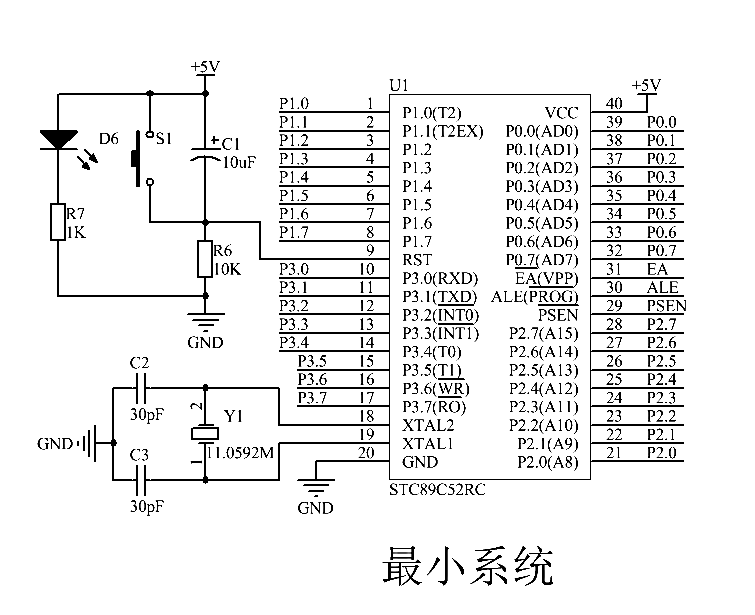 +5V
D6
S1
C1
10uF
R7
1K
R6
10K
GND
C2
30pF
2
Y1
GND
11.0592M
1
C3
30pF
GND
U1
+5V
P1.0 1 P1.0(T2) VCC 40
P1.1 2 P1.1(T2EX) P0.0(AD0) 39 P0.0
P1.2 3 P1.2 P0.1(AD1) 38 P0.1
P1.3 4 P1.3 P0.2(AD2) 37 P0.2
P1.4 5 P1.4 P0.3(AD3) 36 P0.3
P1.5 6 P1.5 P0.4(AD4) 35 P0.4
P1.6 7 P1.6 P0.5(AD5) 34 P0.5
P1.7 8 P1.7 P0.6(AD6) 33 P0.6
9 RST P0.7(AD7) 32 P0.7
P3.0 10 P3.0(RXD) EA(VPP) 31 EA
P3.1 11 P3.1(TXD) ALE(PROG) 30 ALE
P3.2 12 P3.2(INT0) PSEN 29 PSEN
P3.3 13 P3.3(INT1) P2.7(A15) 28 P2.7
P3.4 14 P3.4(T0) P2.6(A14) 27 P2.6
P3.5 15 P3.5(T1) P2.5(A13) 26 P2.5
P3.6 16 P3.6(WR) P2.4(A12) 25 P2.4
P3.7 17 P3.7(RO) P2.3(A11) 24 P2.3
18 XTAL2 P2.2(A10) 23 P2.2
19 XTAL1 P2.1(A9) 22 P2.1
20 GND P2.0(A8) 21 P2.0
STC89C52RC
最小系统